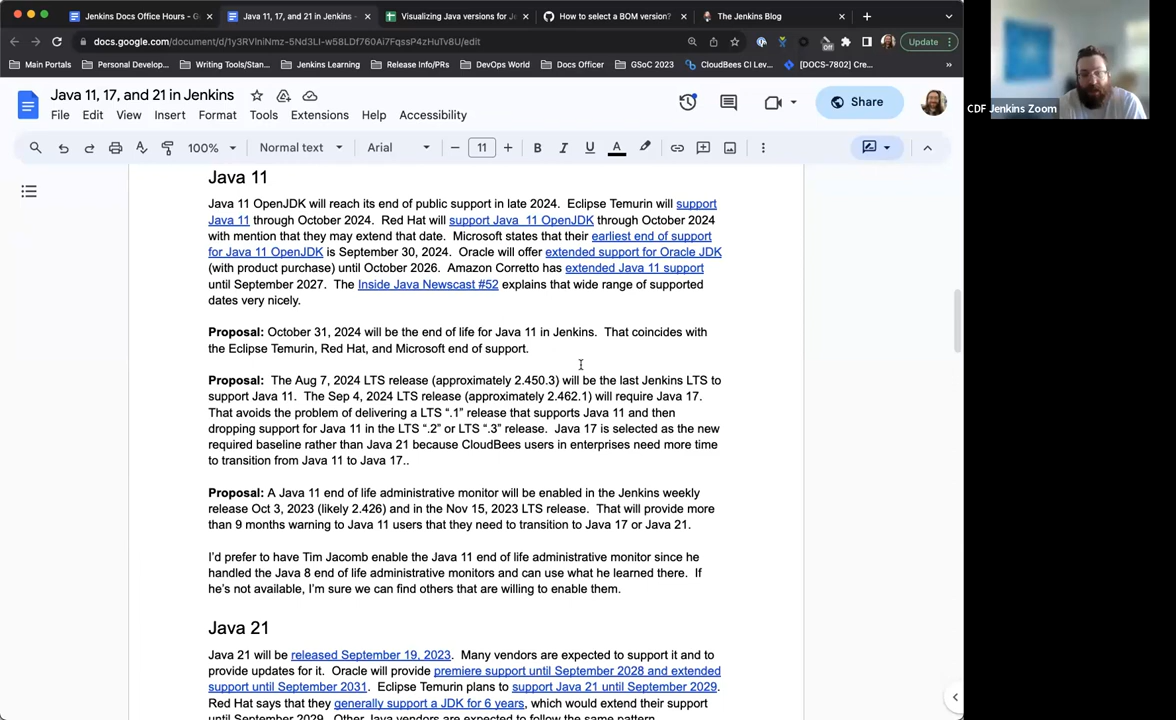 Jenkins Docs Office Hours - G
Java 11, 17, and 21 in Jenkins -
Visualizing Java versions for Je
How to select a BOM version?
The Jenkins Blog
docs.google.com/document/d/1y3RVlniNmz-5Nd3LI-w58LDf760Ai7FqssP4zHuTv8U/edit
Off
Update
Main Portals
Personal Develop...
Writing Tools/Stan...
Jenkins Learning
Release Info/PRs
DevOps World
Docs Officer
GSoC 2023
CloudBees CI Lev...
[DOCS-7802] Cre...
Java 11, 17, and 21 in Jenkins
File Edit View Insert Format Tools Extensions Help Accessibility
Share
100%
Normal text
Arial
11
Java 11
Java 11 OpenJDK will reach its end of public support in late 2024. Eclipse Temurin will support
Java 11 through October 2024. Red Hat will support Java 11 OpenJDK through October 2024
with mention that they may extend that date. Microsoft states that their earliest end of support
for Java 11 OpenJDK is September 30, 2024. Oracle will offer extended support for Oracle JDK
(with product purchase) until October 2026. Amazon Corretto has extended Java 11 support
until September 2027. The Inside Java Newscast #52 explains that wide range of supported
dates very nicely.
Proposal: October 31, 2024 will be the end of life for Java 11 in Jenkins. That coincides with
the Eclipse Temurin, Red Hat, and Microsoft end of support.
Proposal: The Aug 7, 2024 LTS release (approximately 2.450.3) will be the last Jenkins LTS to
support Java 11. The Sep 4, 2024 LTS release (approximately 2.462.1) will require Java 17.
That avoids the problem of delivering a LTS “.1” release that supports Java 11 and then
dropping support for Java 11 in the LTS “.2” or LTS “.3” release. Java 17 is selected as the new
required baseline rather than Java 21 because CloudBees users in enterprises need more time
to transition from Java 11 to Java 17..
Proposal: A Java 11 end of life administrative monitor will be enabled in the Jenkins weekly
release Oct 3, 2023 (likely 2.426) and in the Nov 15, 2023 LTS release. That will provide more
than 9 months warning to Java 11 users that they need to transition to Java 17 or Java 21.
I’d prefer to have Tim Jacomb enable the Java 11 end of life administrative monitor since he
handled the Java 8 end of life administrative monitors and can use what he learned there. If
he’s not available, I’m sure we can find others that are willing to enable them.
Java 21
Java 21 will be released September 19, 2023. Many vendors are expected to support it and to
provide updates for it. Oracle will provide premiere support until September 2028 and extended
support until September 2031. Eclipse Temurin plans to support Java 21 until September 2029.
Red Hat says that they generally support a JDK for 6 years, which would extend their support
until September 2029. Other Java vendors are expected to follow the same pattern.
CDF Jenkins Zoom